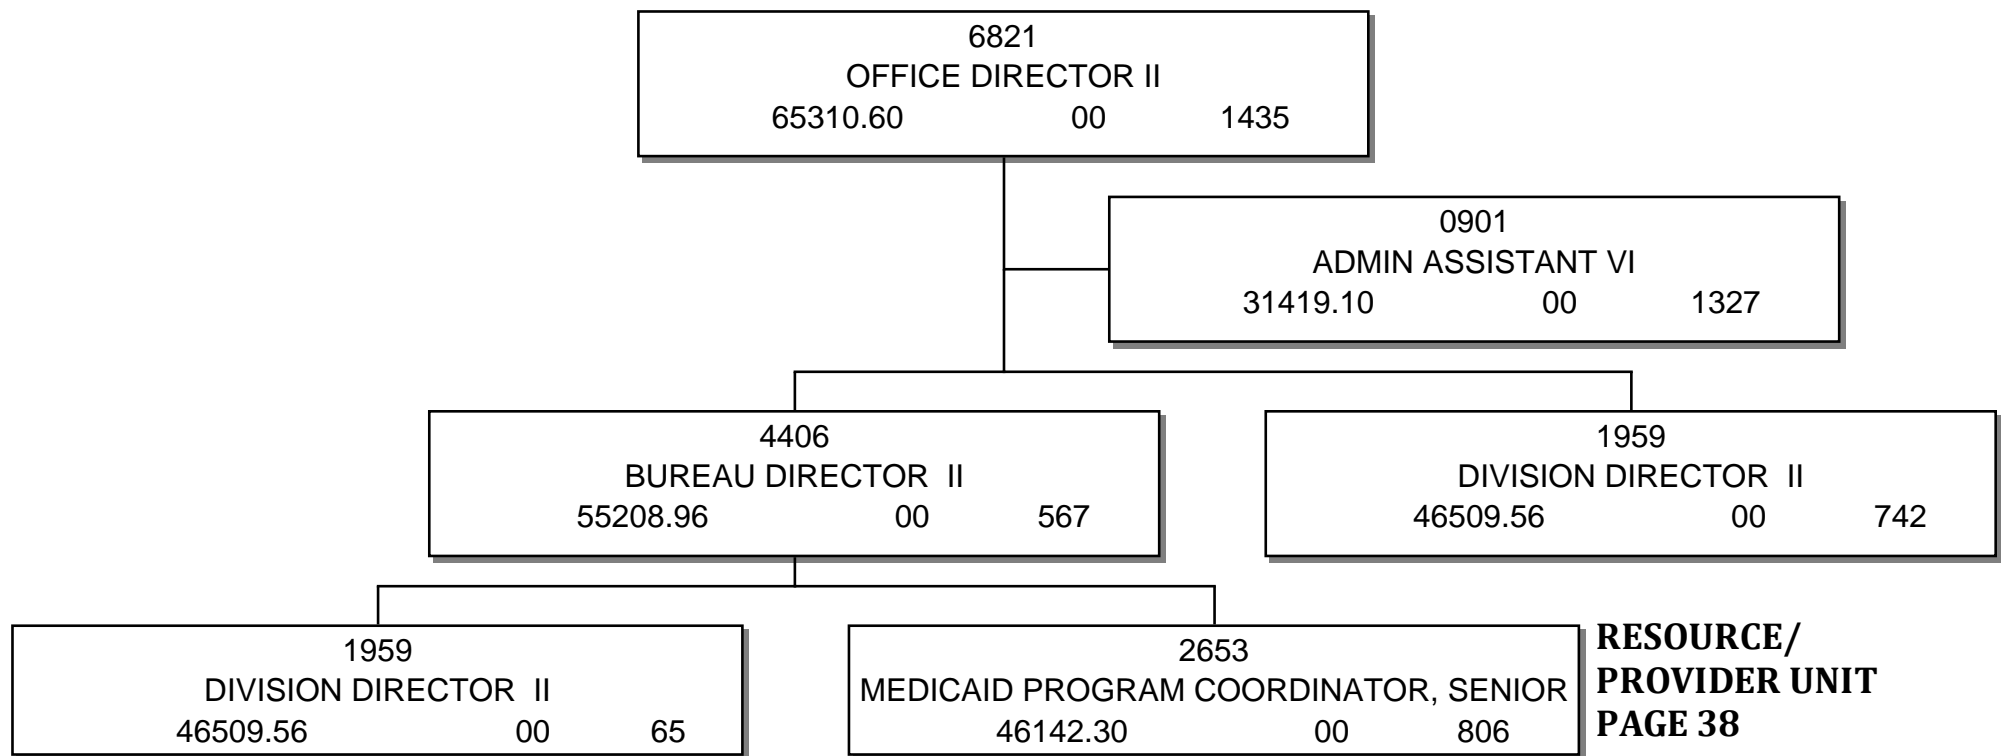 6821
OFFICE DIRECTOR II
65310.60 00 1435
0901
ADMIN ASSISTANT VI
31419.10 00 1327
4406
BUREAU DIRECTOR II
55208.96 00 567
1959
DIVISION DIRECTOR II
46509.56 00 742
1959
DIVISION DIRECTOR II
46509.56 00 65
2653
MEDICAID PROGRAM COORDINATOR, SENIOR
46142.30 00 806
RESOURCE/
PROVIDER UNIT
PAGE 38